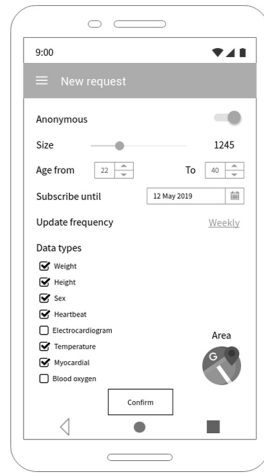 9:00
New request
Anonymous
Size 1245
Age from 22 To 40
Subscribe until 12 May 2019
Update frequency Weekly
Data types
Weight
Height
Sex
Heartbeat
Electrocardiogram
Temperature
Myocardial
Blood oxygen
Area
G
Confirm